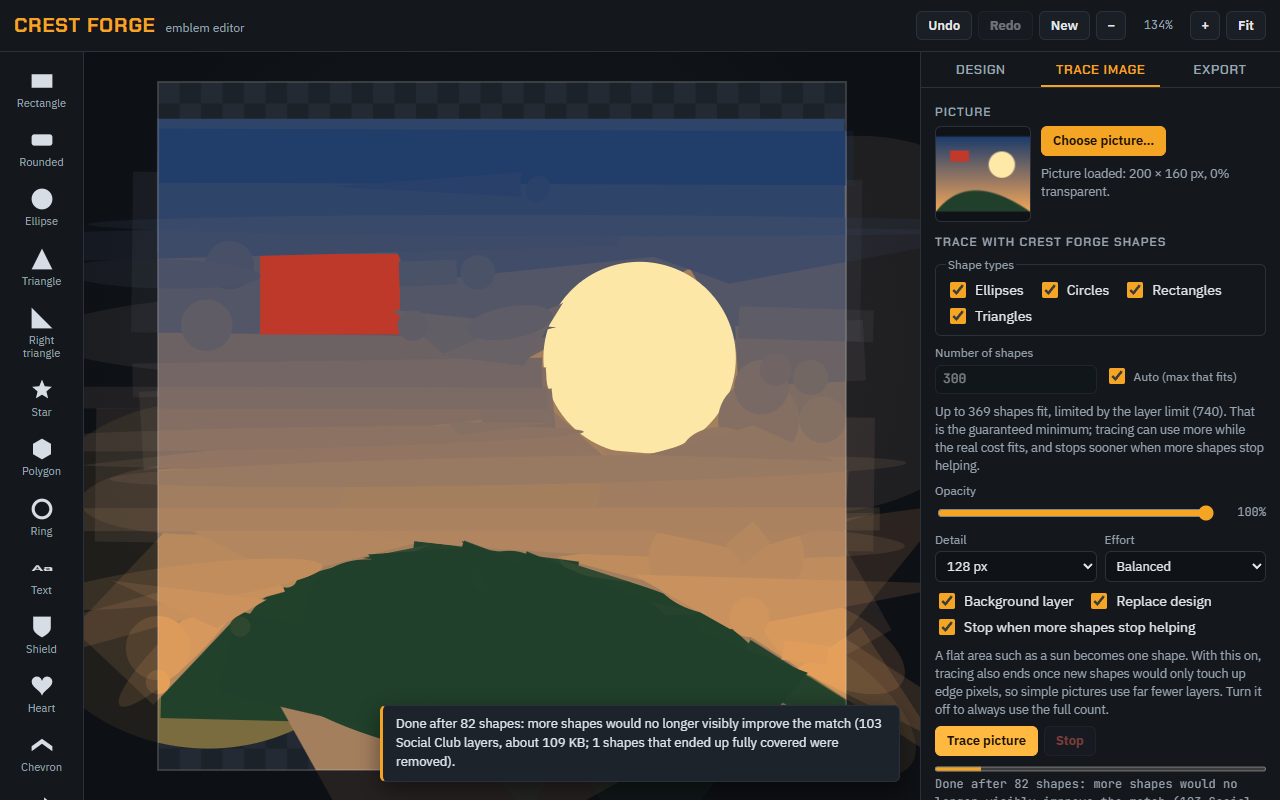 CREST FORGE emblem editor
Undo Redo New − 134% + Fit
DESIGN TRACE IMAGE EXPORT
Rectangle
Rounded
Ellipse
Triangle
Right
triangle
Star
Polygon
Ring
Aa
Text
Shield
Heart
Chevron
PICTURE
Choose picture...
Picture loaded: 200 × 160 px, 0%
transparent.
TRACE WITH CREST FORGE SHAPES
Shape types
Ellipses Circles Rectangles
Triangles
Number of shapes
300 Auto (max that fits)
Up to 369 shapes fit, limited by the layer limit (740). That
is the guaranteed minimum; tracing can use more while
the real cost fits, and stops sooner when more shapes stop
helping.
Opacity
100%
Detail Effort
128 px Balanced
Background layer Replace design
Stop when more shapes stop helping
A flat area such as a sun becomes one shape. With this on,
tracing also ends once new shapes would only touch up
edge pixels, so simple pictures use far fewer layers. Turn it
off to always use the full count.
Trace picture Stop
Done after 82 shapes: more shapes would no
longer visibly improve the match (103 Social
Done after 82 shapes: more shapes would no longer visibly improve the match (103
Social Club layers, about 109 KB; 1 shapes that ended up fully covered were
removed).